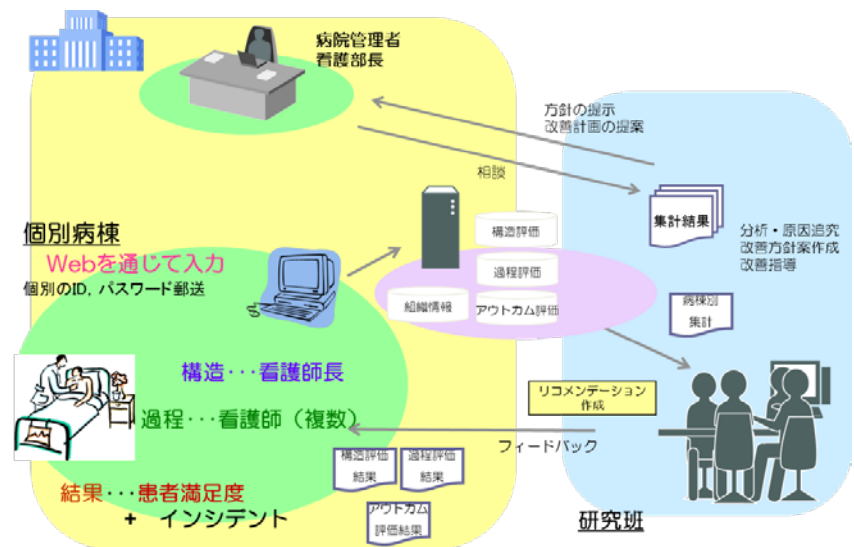 病院管理者
看護部長
方針の提示
改善計画の提案
相談
集計結果
分析・原因追究
改善方針案作成
改善指導
個別病棟
Webを通じて入力
個別のID, パスワード郵送
構造評価
過程評価
組織情報
アウトカム評価
病棟別
集計
構造･･･看護師長
過程･･･看護師（複数）
結果･･･患者満足度
+ インシデント
リコメンデーション
作成
フィードバック
構造評価
結果
過程評価
結果
アウトカム
評価結果
研究班